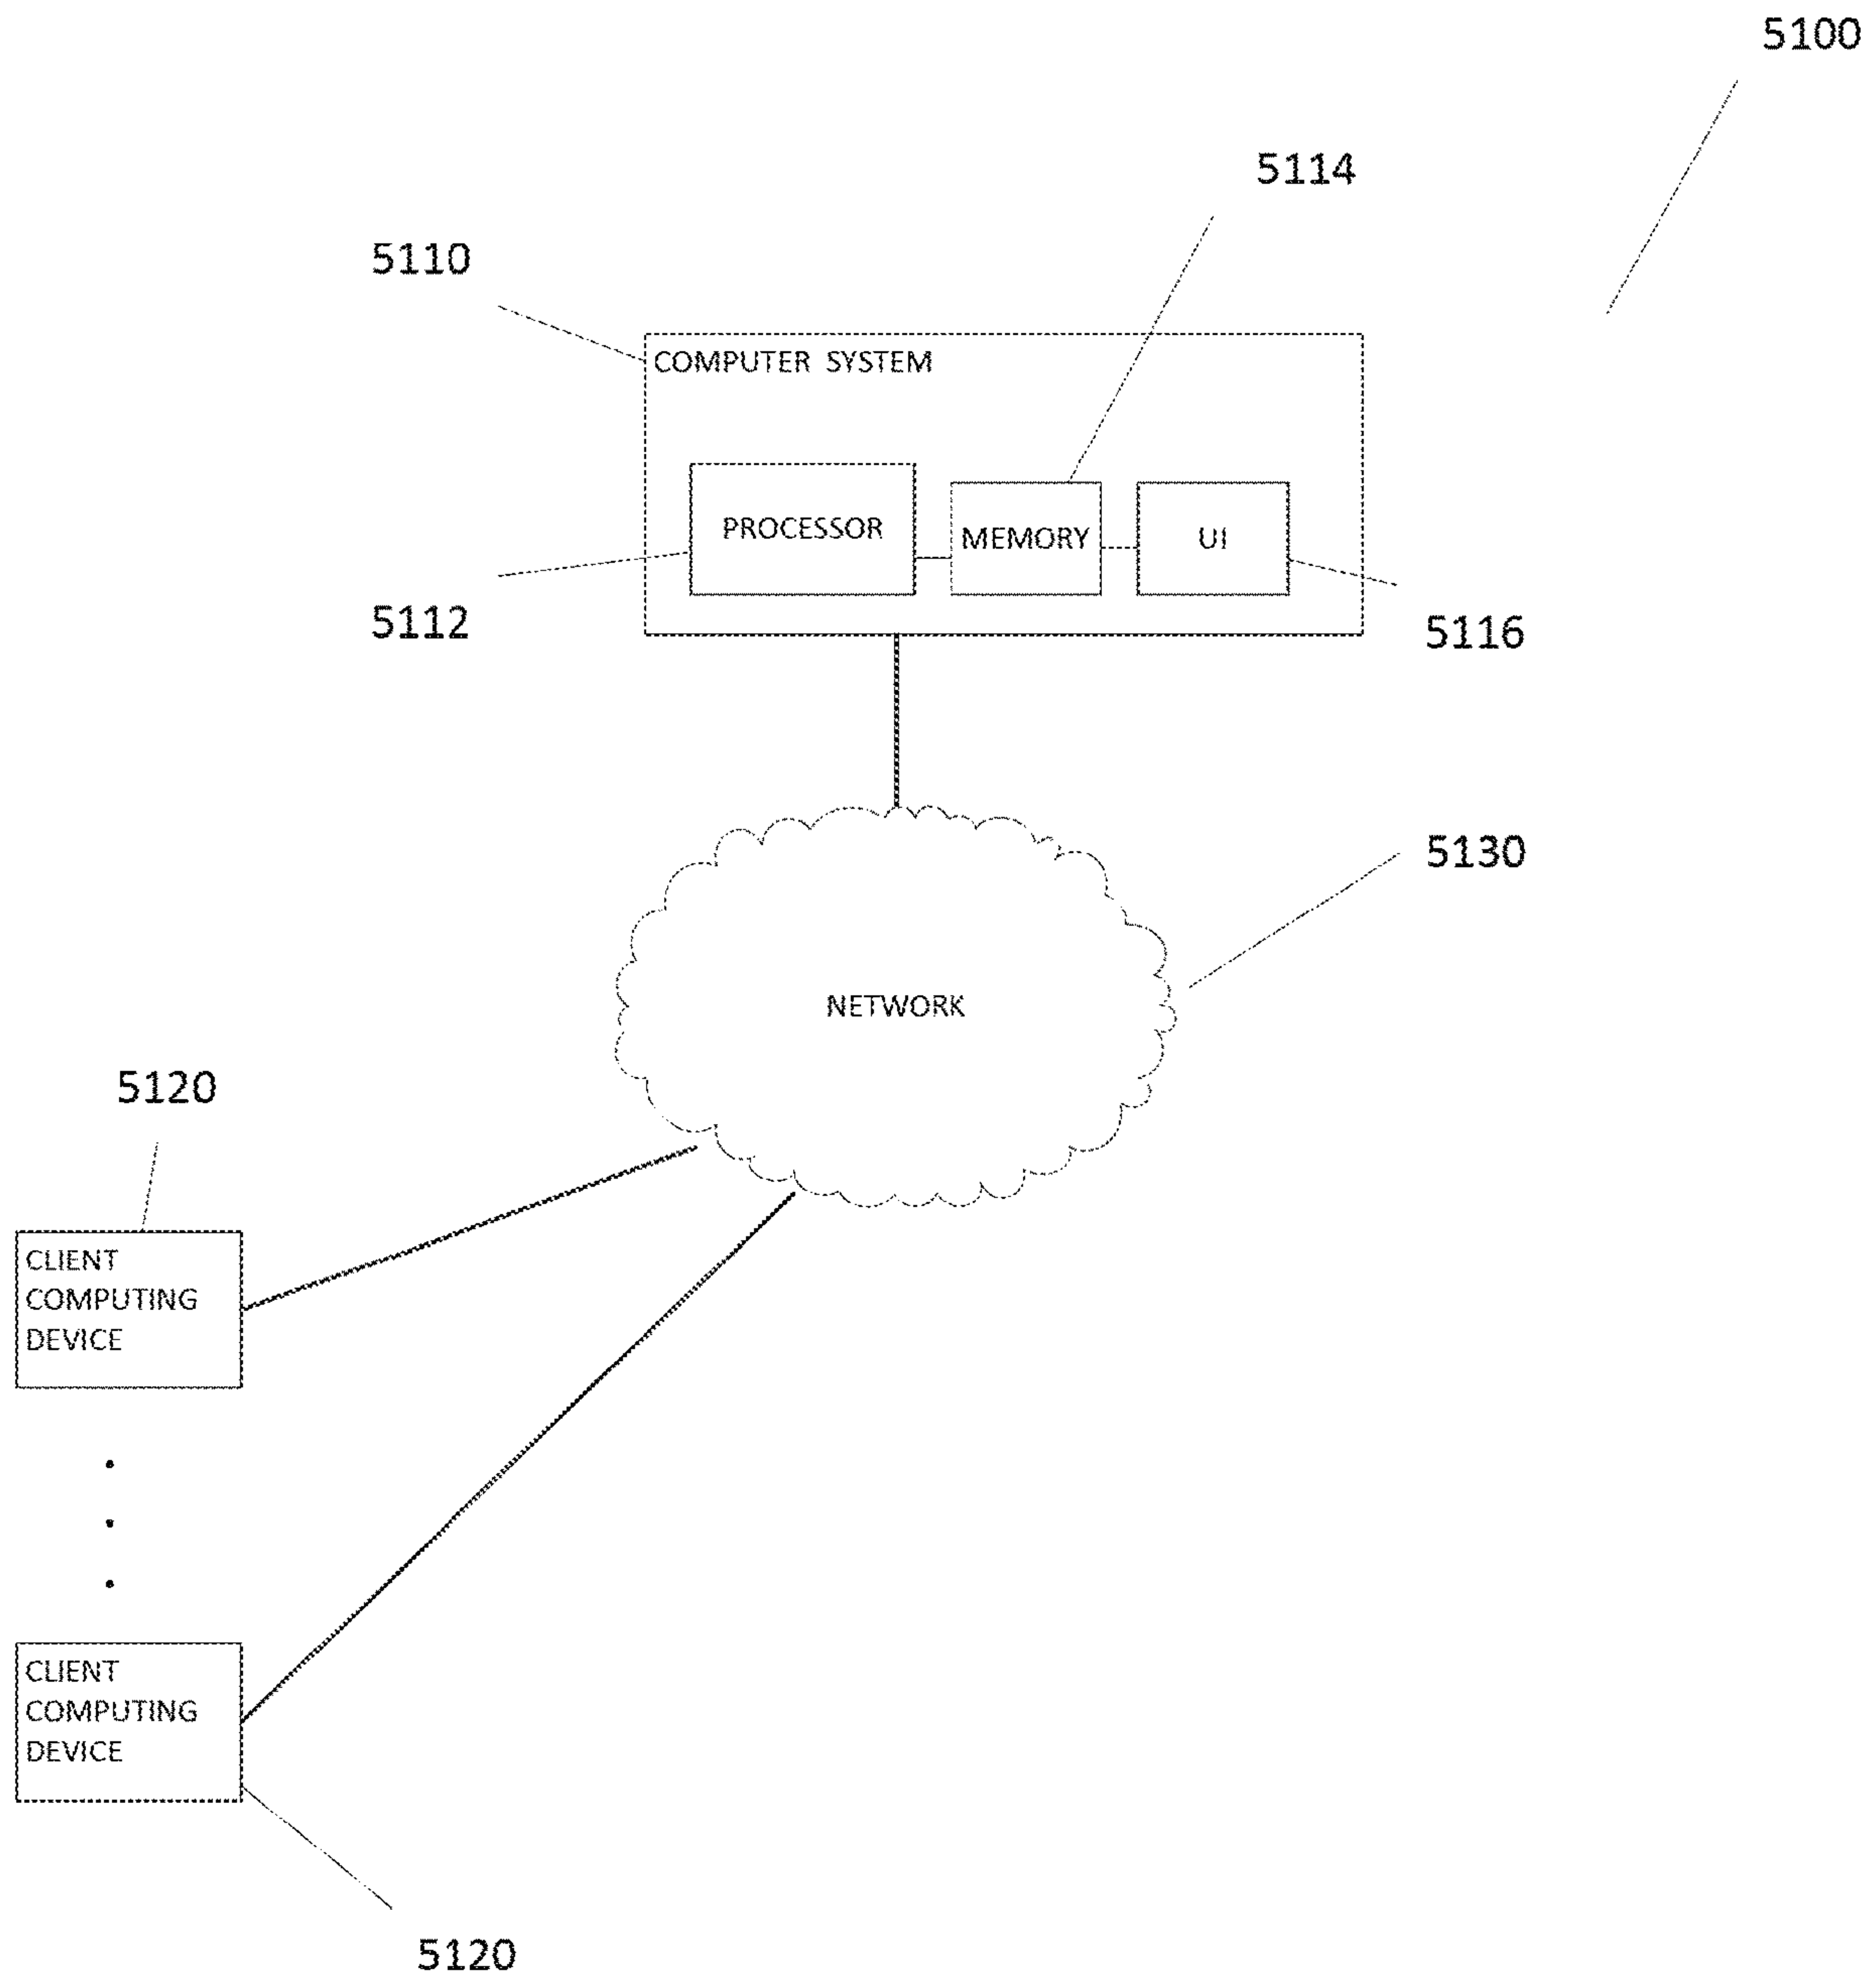 5100
5114
5110
COMPUTER SYSTEM
PROCESSOR
MEMORY
UI
5112
5116
5130
NETWORK
5120
CLIENT
COMPUTING
DEVICE
CLIENT
COMPUTING
DEVICE
5120